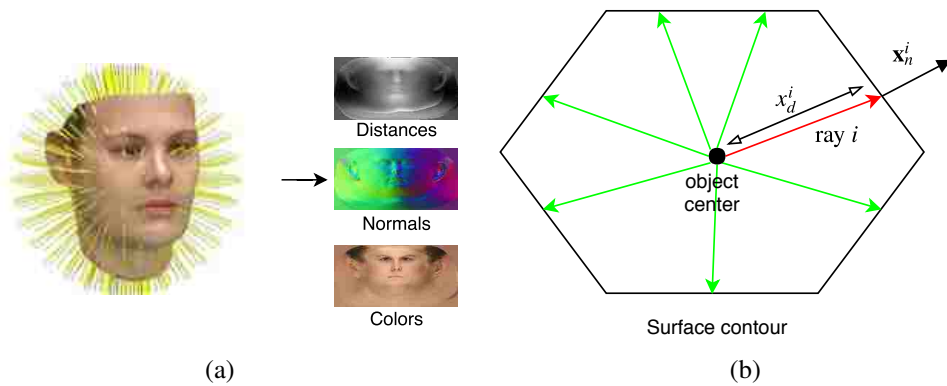 Distances
Normals
Colors
(a)
x_n^i
x_d^i
ray i
object
center
Surface contour
(b)